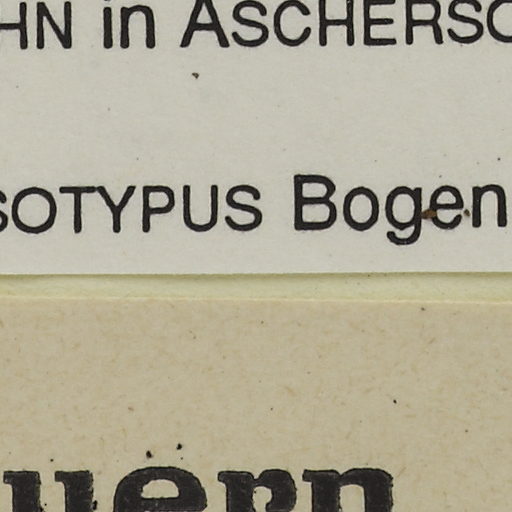 HN in ASCHERSO
SOTYPUS Bogen
uern